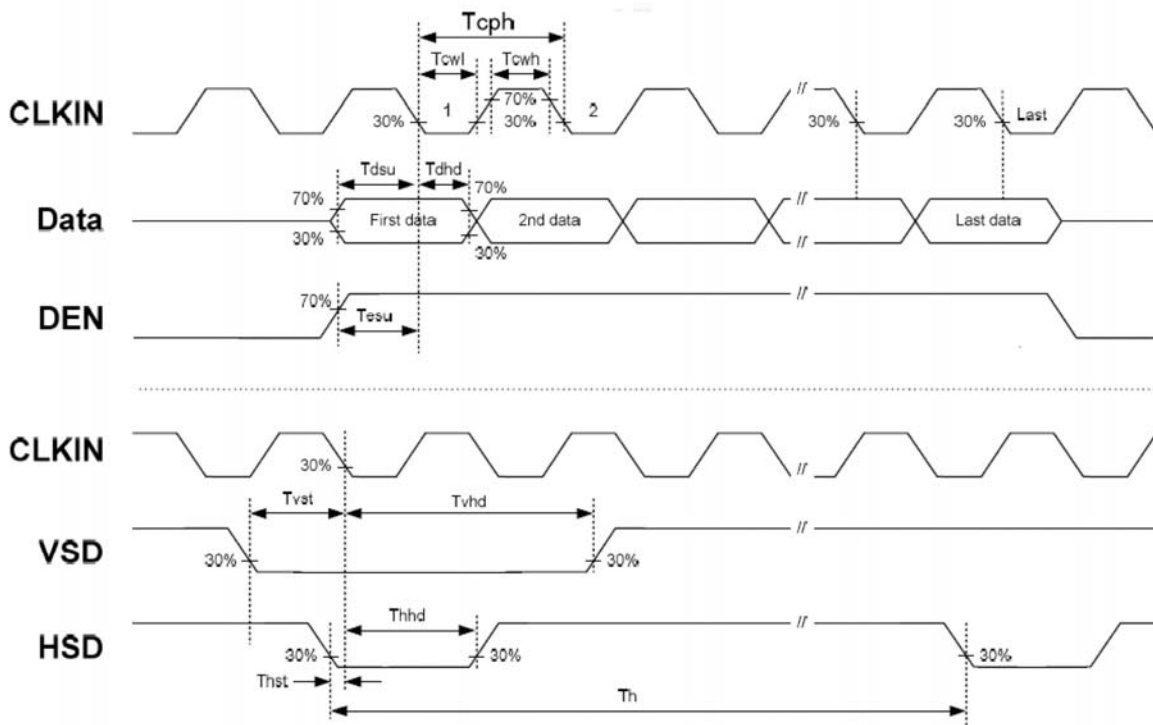 Tcph
Tcwl Tcwh
CLKIN 30% 1 70% 30% 2 // 30% 30% Last
Tdsu Tdhd
70% 70%
Data First data 2nd data // // Last data
30% 30%
DEN 70% //
Tesu
CLKIN 30% //
Tvst Tvhd
VSD 30% 30% //
Thhd
HSD 30% 30% // 30%
Thst
Th